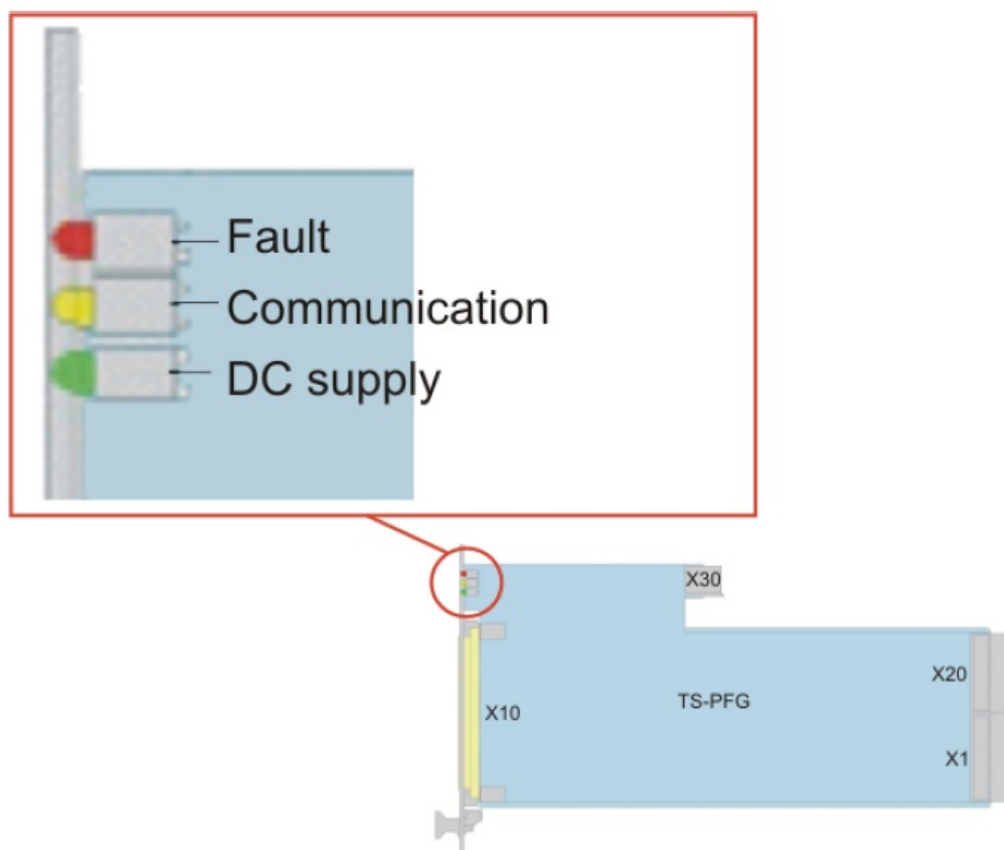 Fault
Communication
DC supply
X30
X20
X10
TS-PFG
X1